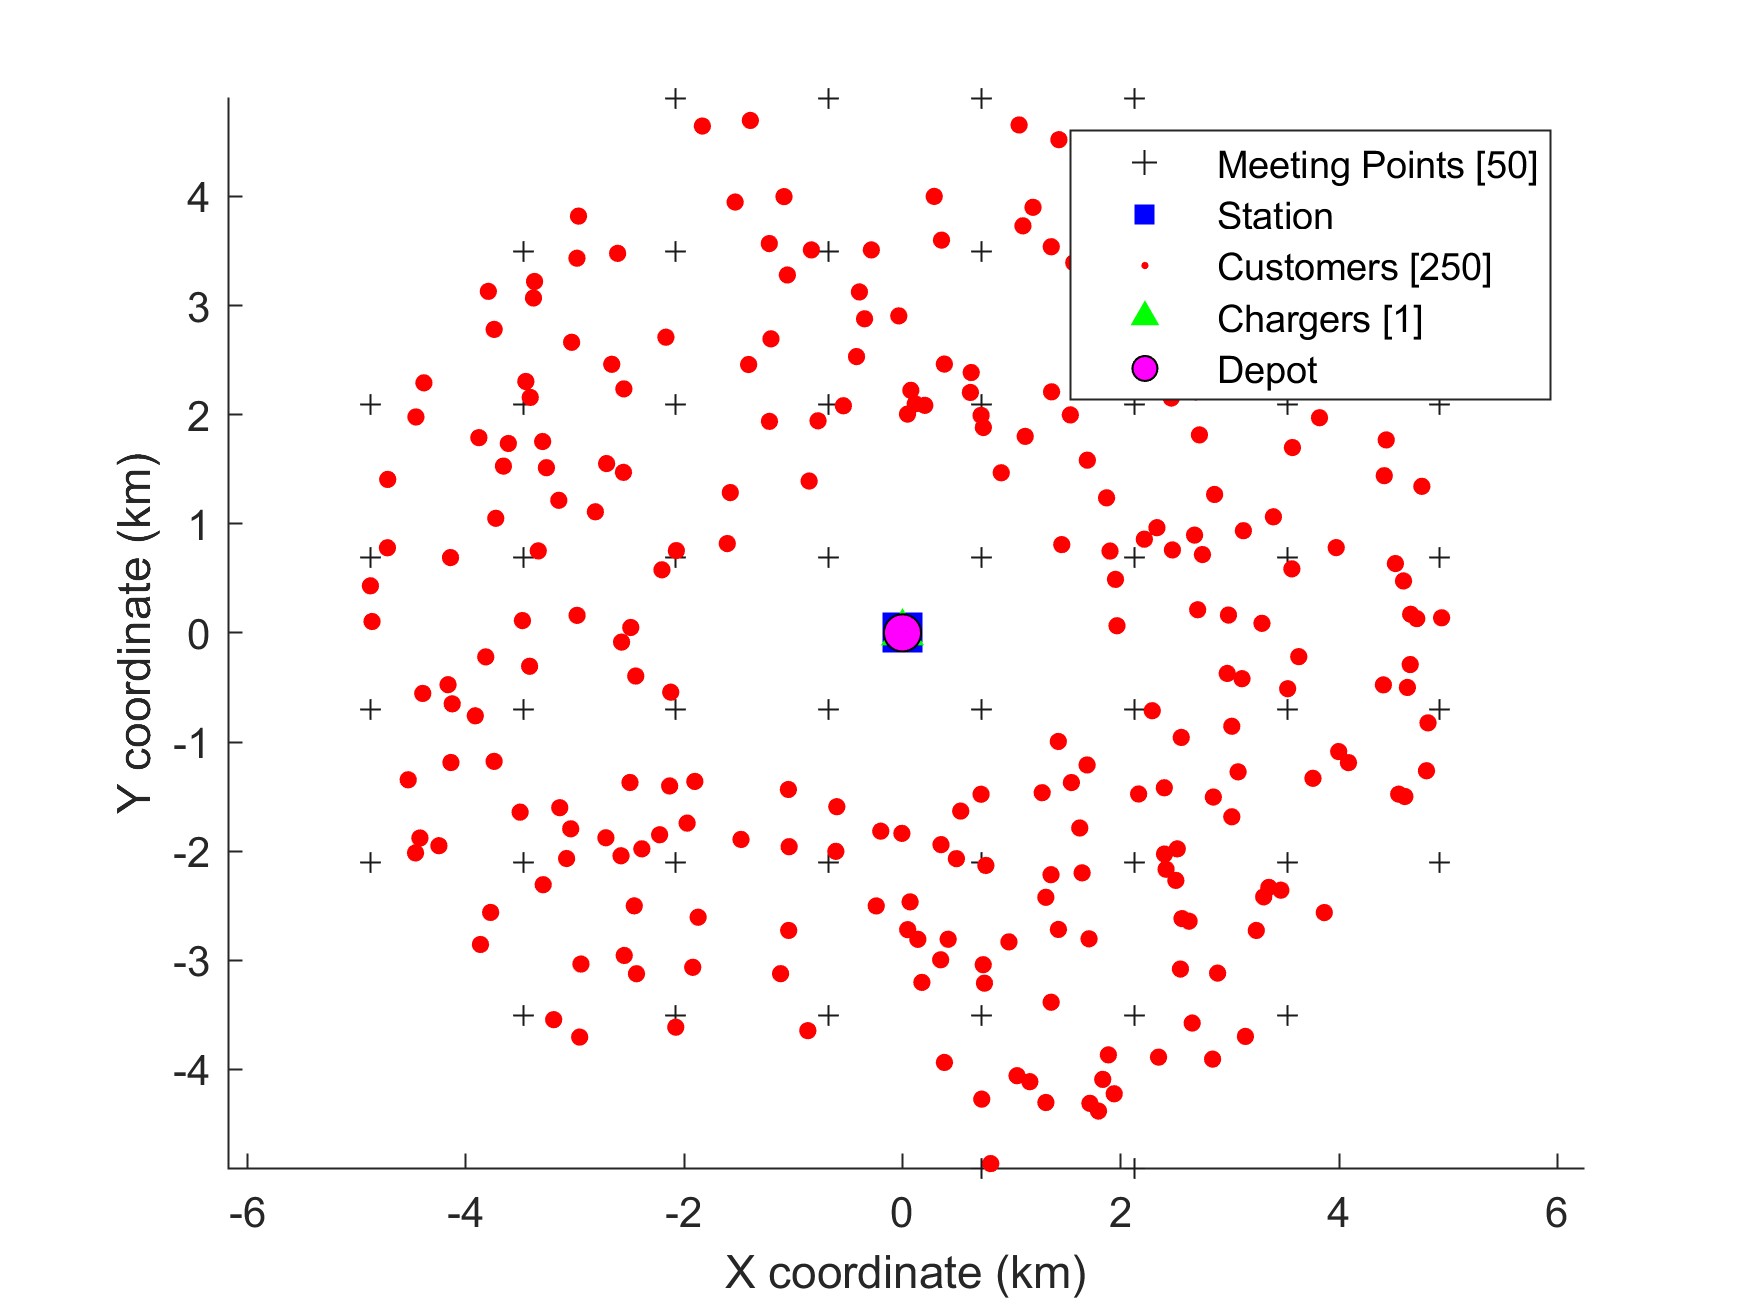 Meeting Points [50]
Station
Customers [250]
Chargers [1]
Depot
4
3
2
1
0
-1
-2
-3
-4
Y coordinate (km)
-6 -4 -2 0 2 4 6
X coordinate (km)